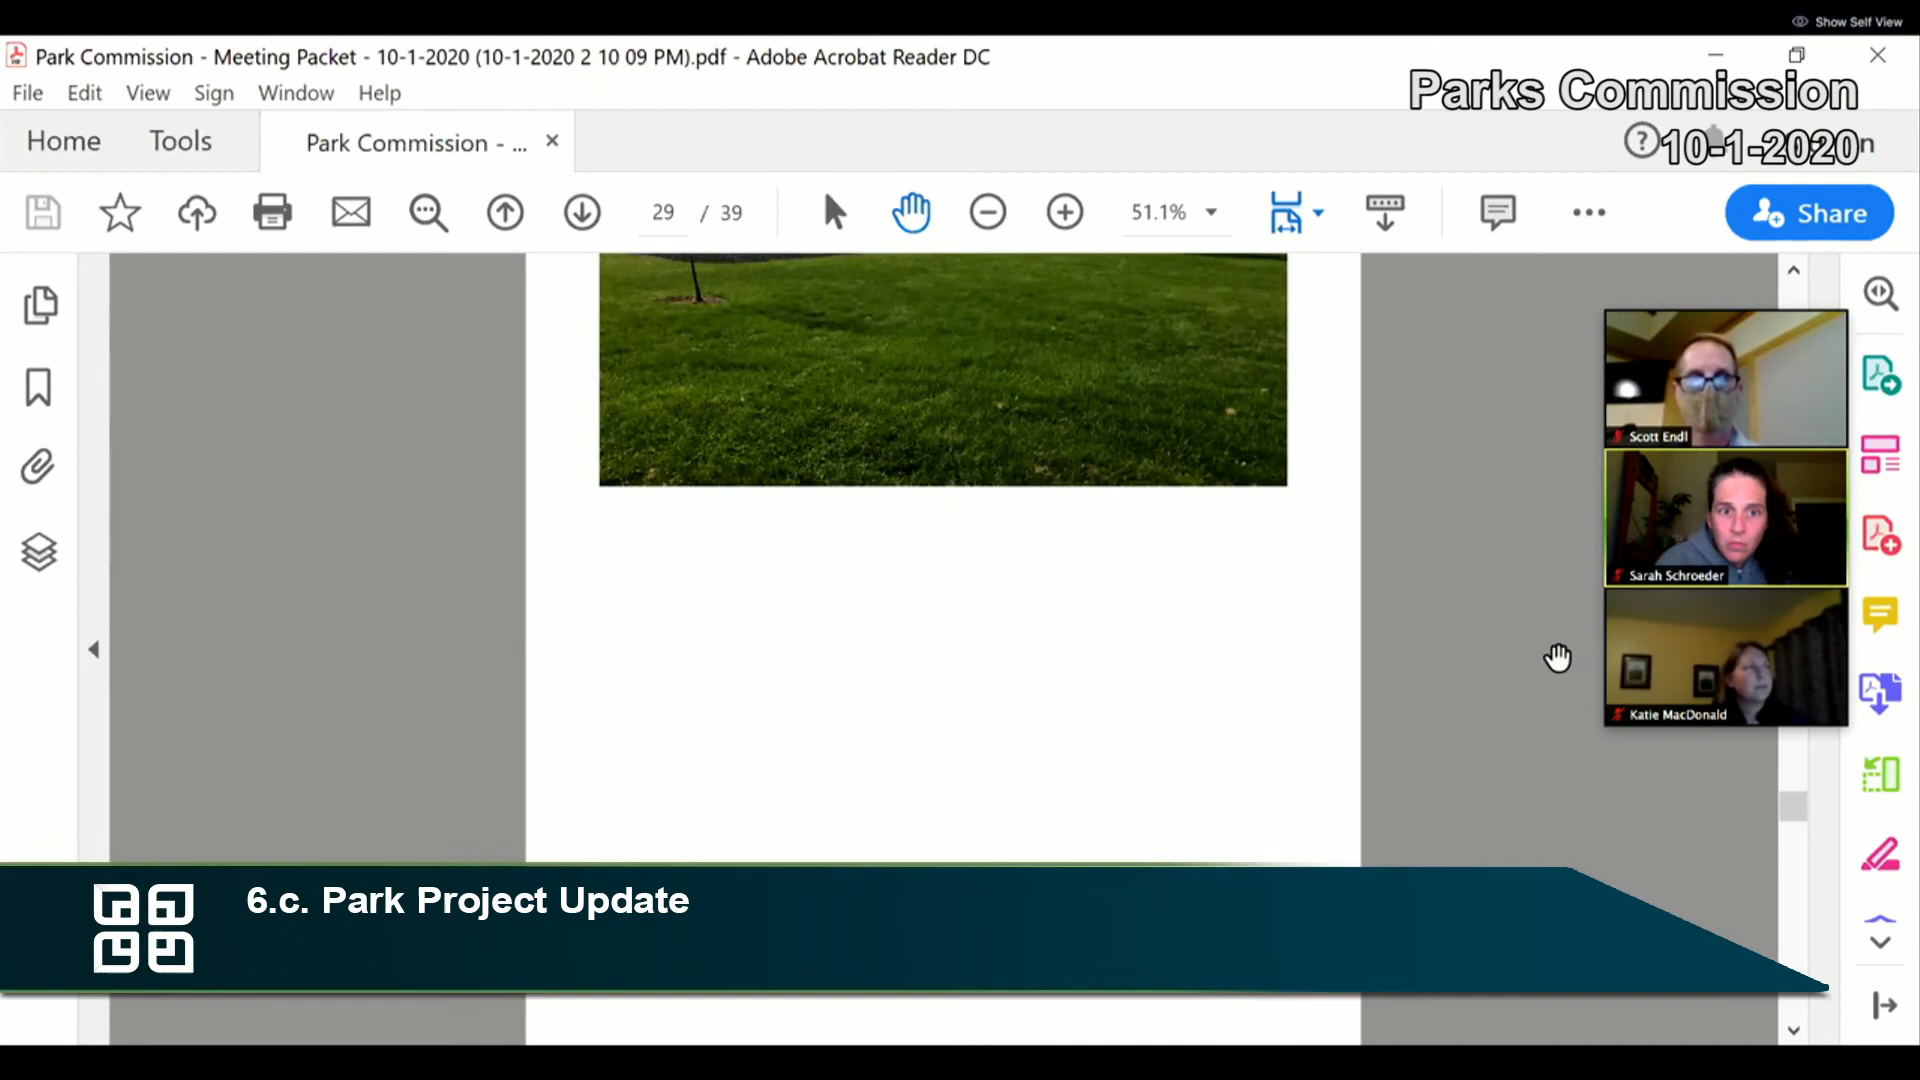 Show Self View
Park Commission - Meeting Packet - 10-1-2020 (10-1-2020 2 10 09 PM).pdf - Adobe Acrobat Reader DC
File Edit View Sign Window Help
Parks Commission
10-1-2020
Home Tools Park Commission - ...
29 / 39
51.1%
Share
Scott Endl
Sarah Schroeder
Katie MacDonald
6.c. Park Project Update